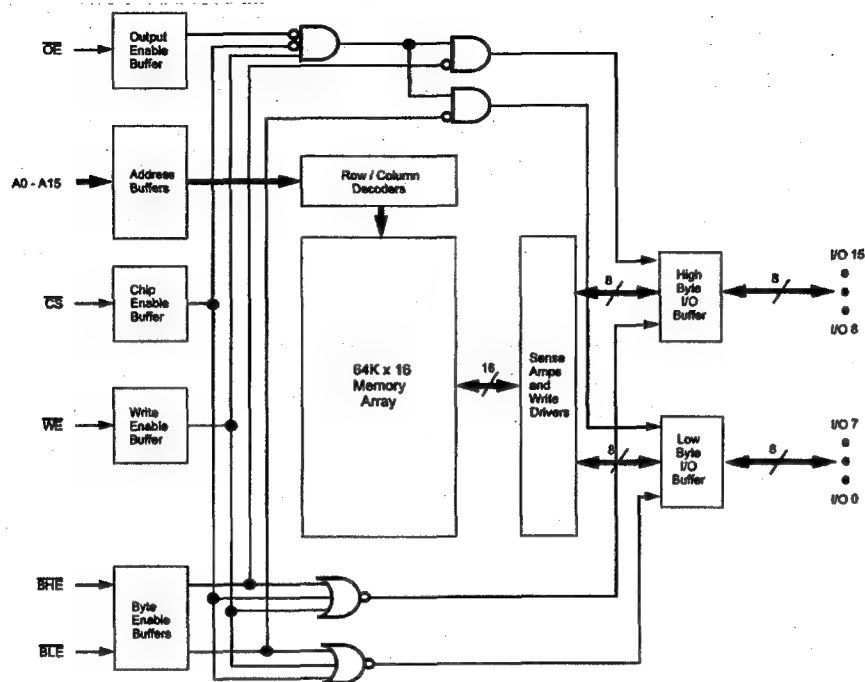 OE
Output
Enable
Buffer
A0 - A15
Address
Buffers
Row / Column
Decoders
CS
Chip
Enable
Buffer
64K x 16
Memory
Array
16
Sense
Amps
and
Write
Drivers
8
High
Byte
I/O
Buffer
8
I/O 15
I/O 8
WE
Write
Enable
Buffer
8
Low
Byte
I/O
Buffer
8
I/O 7
I/O 0
BHE
BLE
Byte
Enable
Buffers